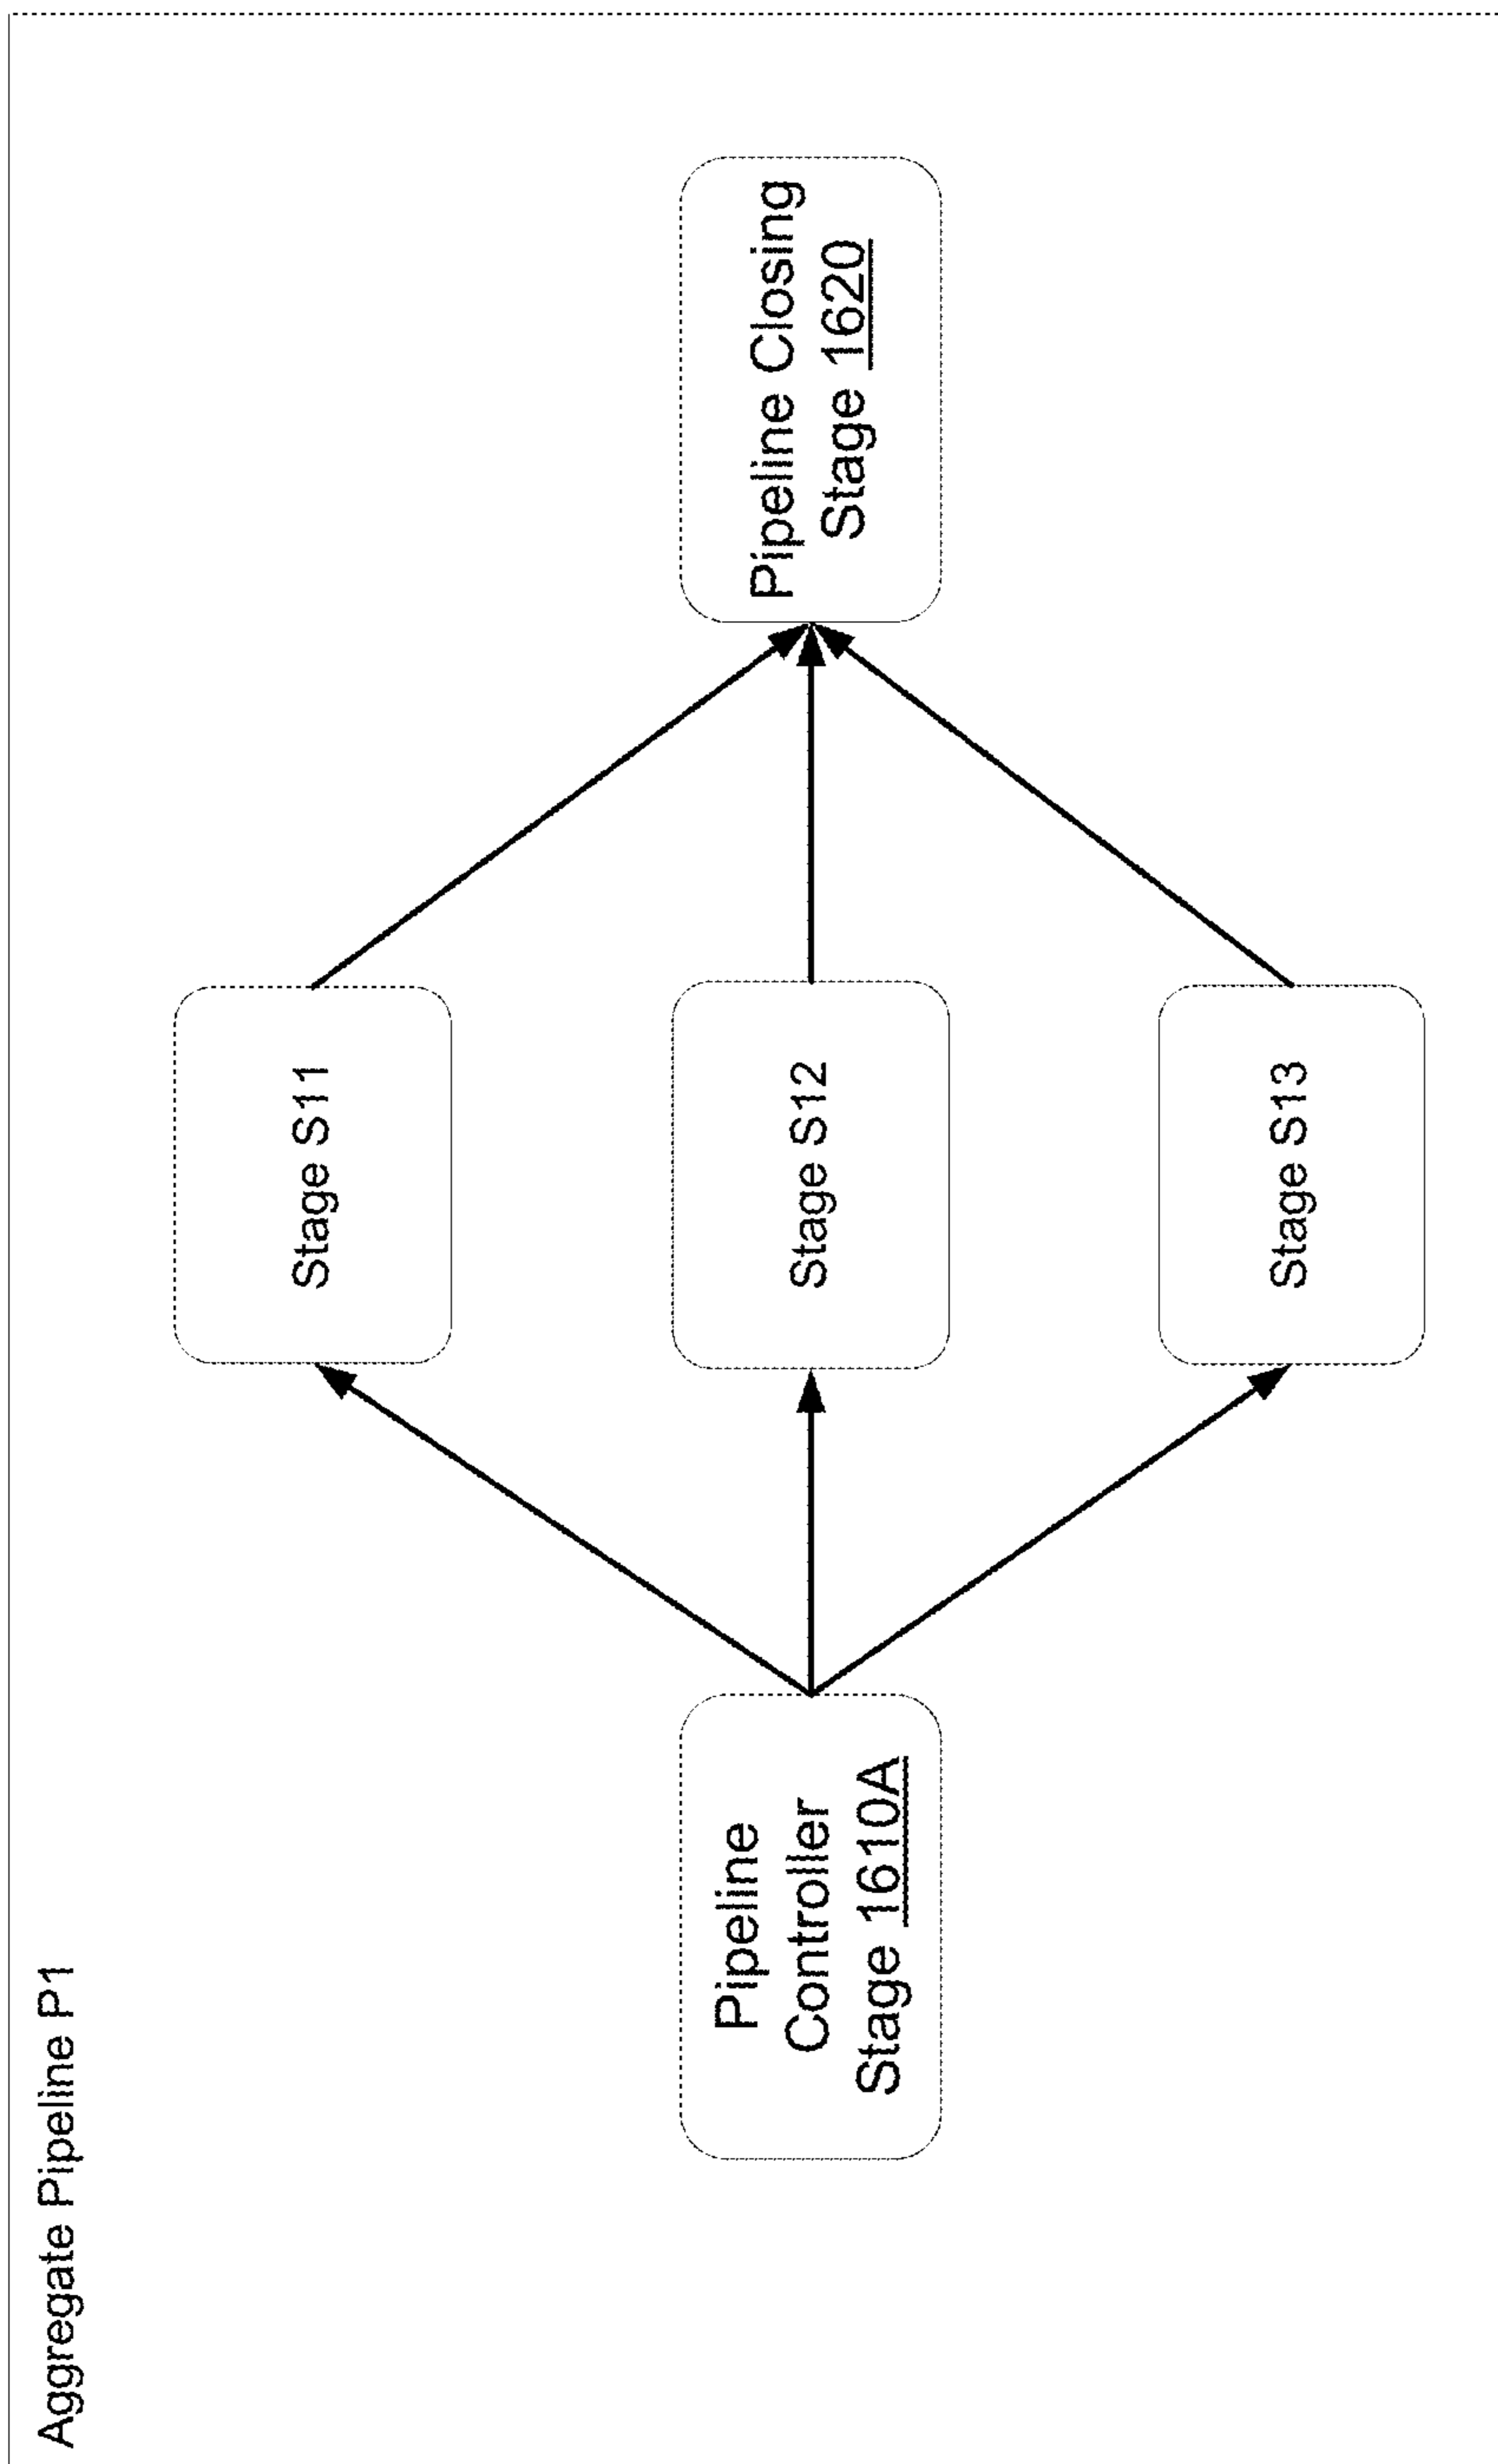 Aggregate Pipeline P1
Pipeline
Controller
Stage 1610A
Stage S11
Stage S12
Stage S13
Pipeline Closing
Stage 1620